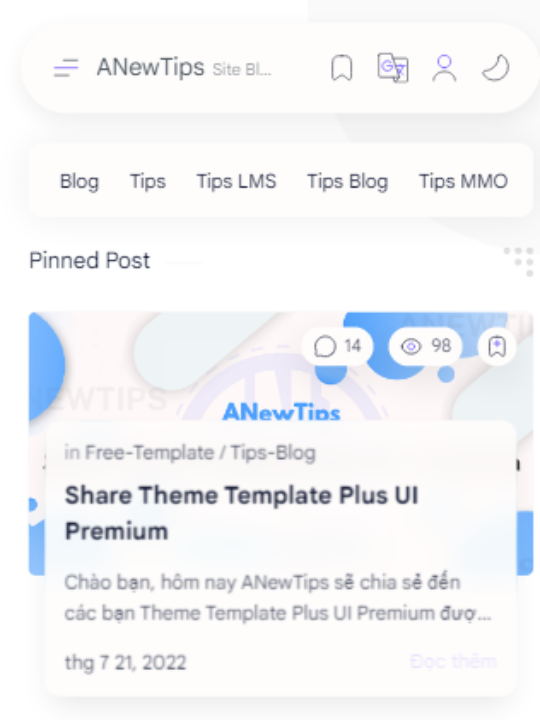 ANewTips Site Bl...
Blog Tips Tips LMS Tips Blog Tips MMO
Pinned Post
14 98
ANewTips
in Free-Template / Tips-Blog
Share Theme Template Plus UI
Premium
Chào bạn, hôm nay ANewTips sẽ chia sẻ đến
các bạn Theme Template Plus UI Premium đượ...
thg 7 21, 2022 Đọc thêm